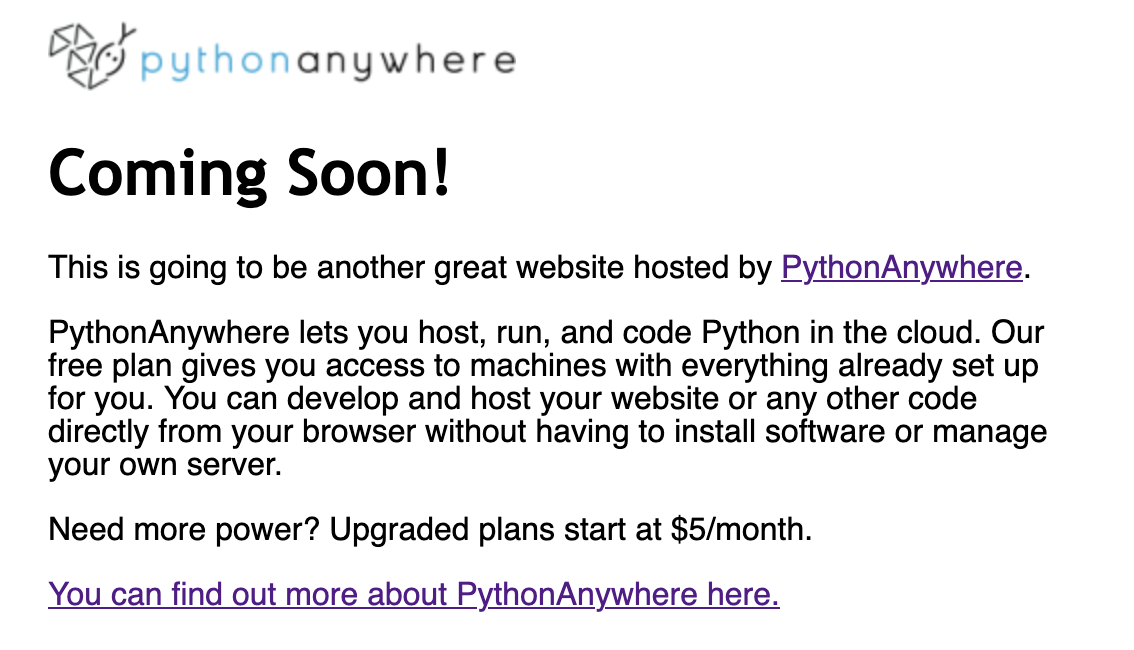 pythonanywhere
Coming Soon!
This is going to be another great website hosted by PythonAnywhere.
PythonAnywhere lets you host, run, and code Python in the cloud. Our
free plan gives you access to machines with everything already set up
for you. You can develop and host your website or any other code
directly from your browser without having to install software or manage
your own server.
Need more power? Upgraded plans start at $5/month.
You can find out more about PythonAnywhere here.